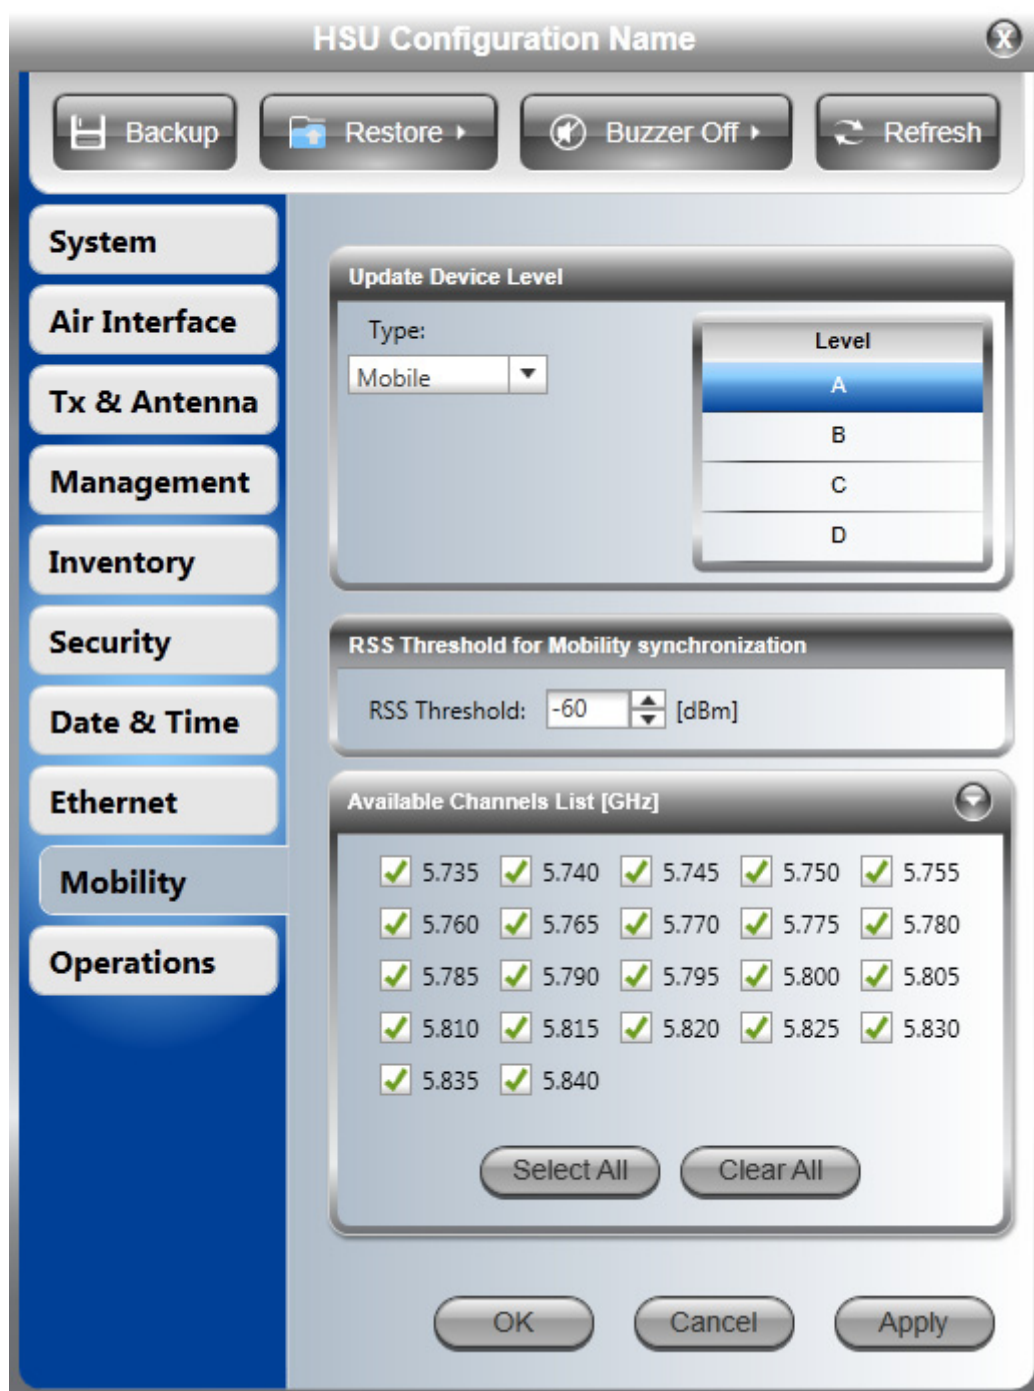 HSU Configuration Name
Backup Restore Buzzer Off Refresh
System
Air Interface
Tx & Antenna
Management
Inventory
Security
Date & Time
Ethernet
Mobility
Operations
Update Device Level
Type:
Mobile
Level
A
B
C
D
RSS Threshold for Mobility synchronization
RSS Threshold: -60 [dBm]
Available Channels List [GHz]
5.735 5.740 5.745 5.750 5.755
5.760 5.765 5.770 5.775 5.780
5.785 5.790 5.795 5.800 5.805
5.810 5.815 5.820 5.825 5.830
5.835 5.840
Select All Clear All
OK Cancel Apply